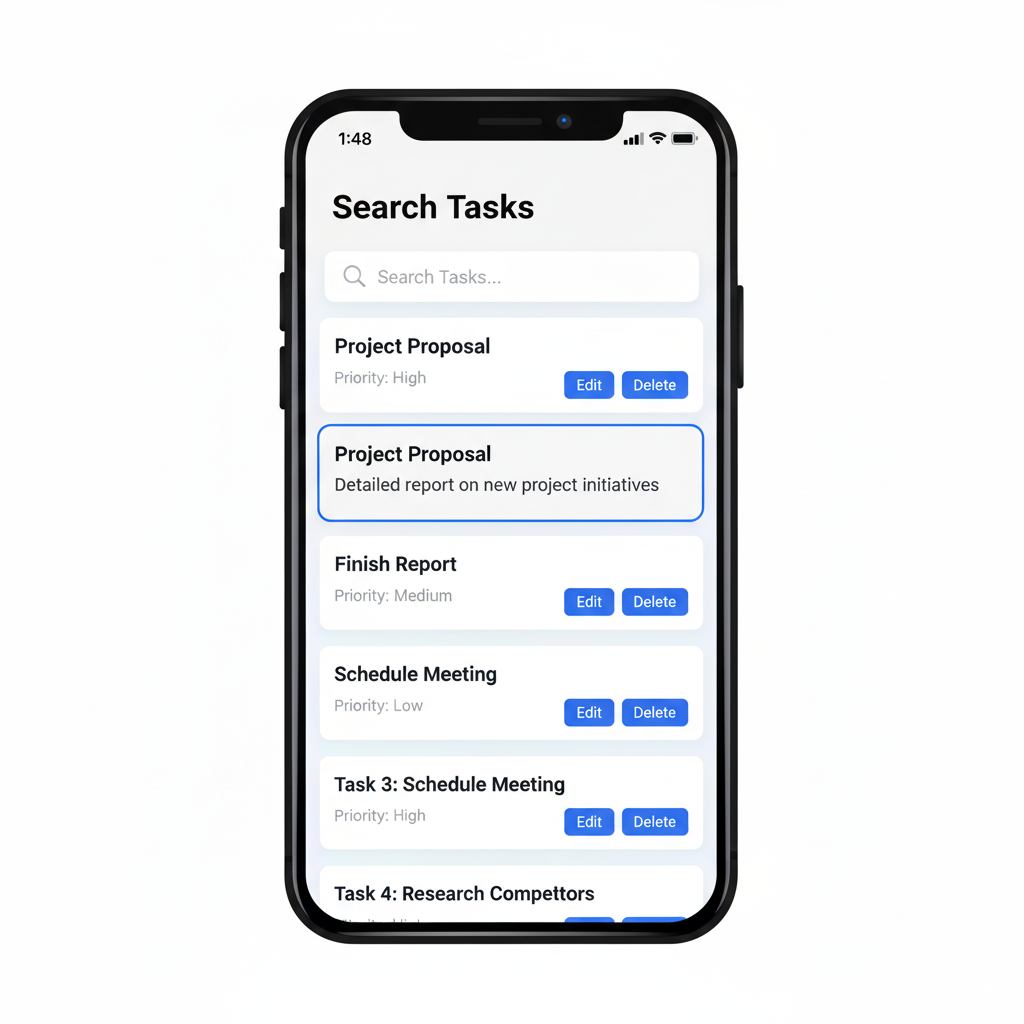 1:48
Search Tasks
Search Tasks...
Project Proposal
Priority: High
Edit Delete
Project Proposal
Detailed report on new project initiatives
Finish Report
Priority: Medium
Edit Delete
Schedule Meeting
Priority: Low
Edit Delete
Task 3: Schedule Meeting
Priority: High
Edit Delete
Task 4: Research Compettors